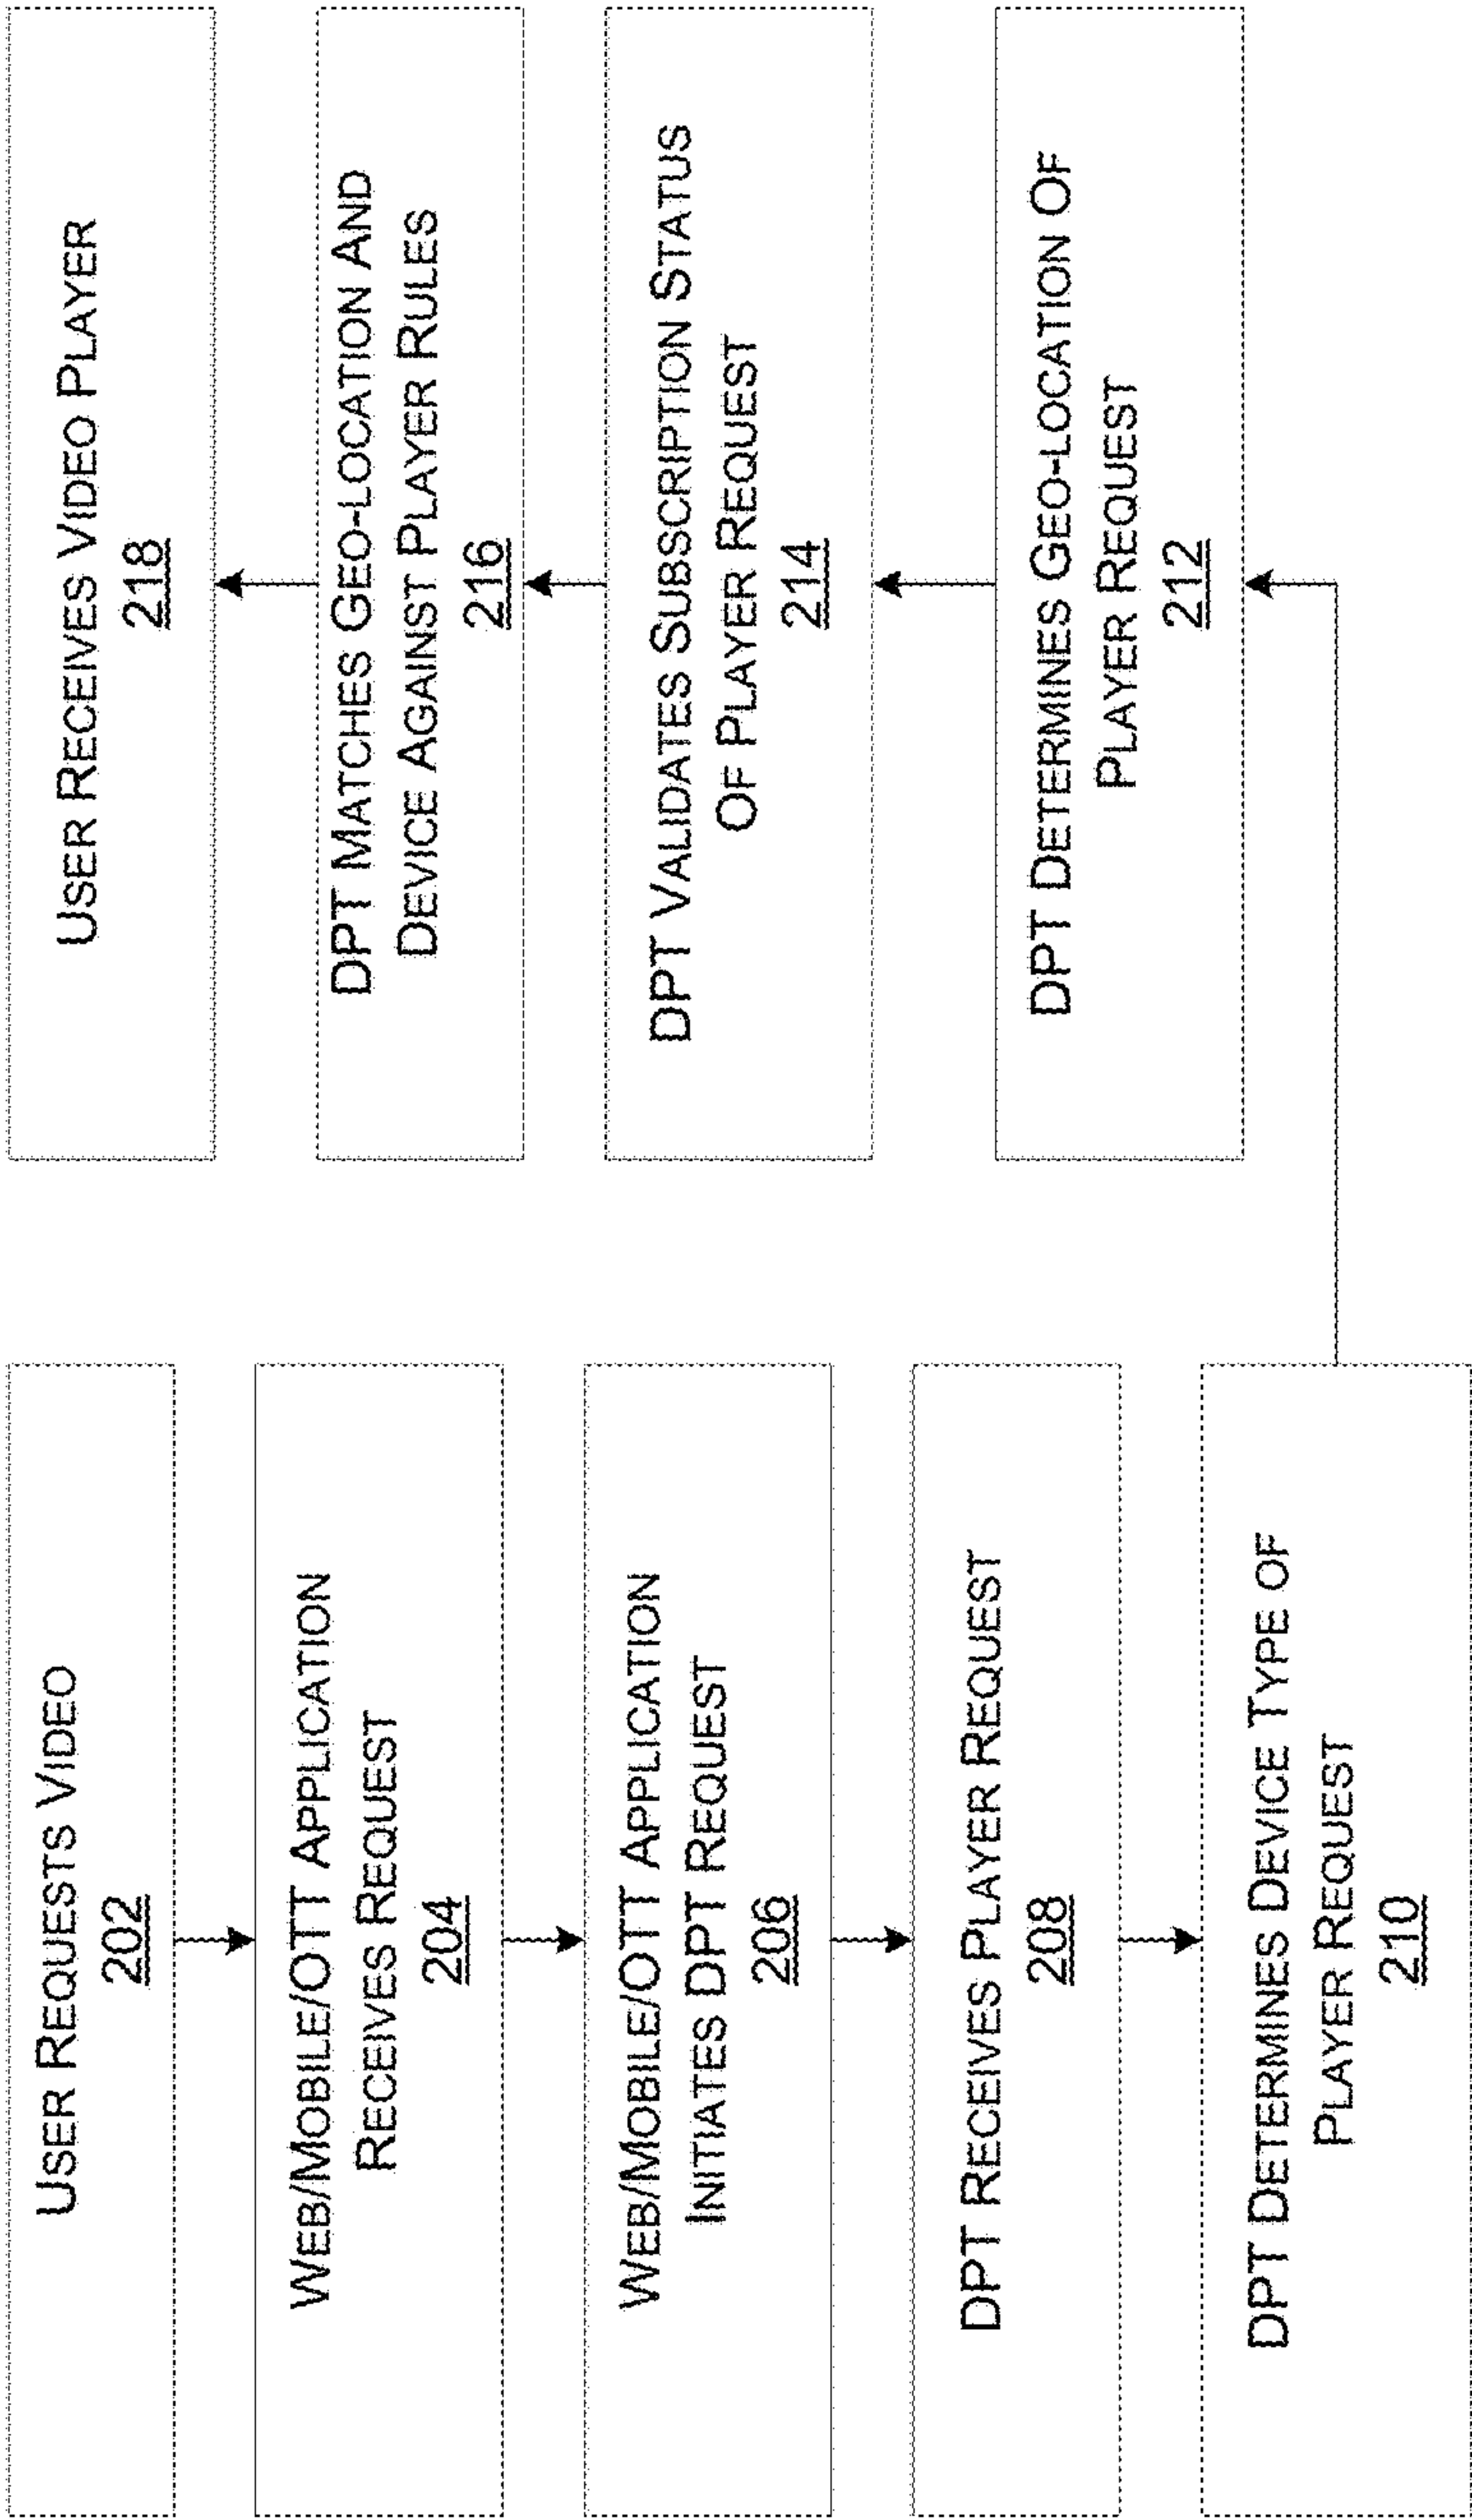 USER REQUESTS VIDEO
202
WEB/MOBILE/OTT APPLICATION
RECEIVES REQUEST
204
WEB/MOBILE/OTT APPLICATION
INITIATES DPT REQUEST
206
DPT RECEIVES PLAYER REQUEST
208
DPT DETERMINES DEVICE TYPE OF
PLAYER REQUEST
210
DPT DETERMINES GEO-LOCATION OF
PLAYER REQUEST
212
DPT VALIDATES SUBSCRIPTION STATUS
OF PLAYER REQUEST
214
DPT MATCHES GEO-LOCATION AND
DEVICE AGAINST PLAYER RULES
216
USER RECEIVES VIDEO PLAYER
218